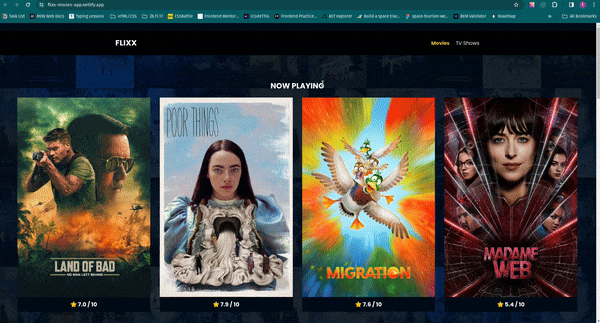 flixx-movies-app.netlify.app
Task List MDN Web Docs Typing Lessons HTML/CSS 26.11.17 CSSBattle Frontend Mentor... iCodeThis Frontend Practice... AST explorer Build a space trav... space-tourism-we... BEM Validator Roadmap » All Bookmarks
FLIXX Movies TV Shows
NOW PLAYING
POOR THINGS
LAND OF BAD
NO MAN LEFT BEHIND
MIGRATION
MADAME
WEB
7.0 / 10 7.9 / 10 7.6 / 10 5.4 / 10